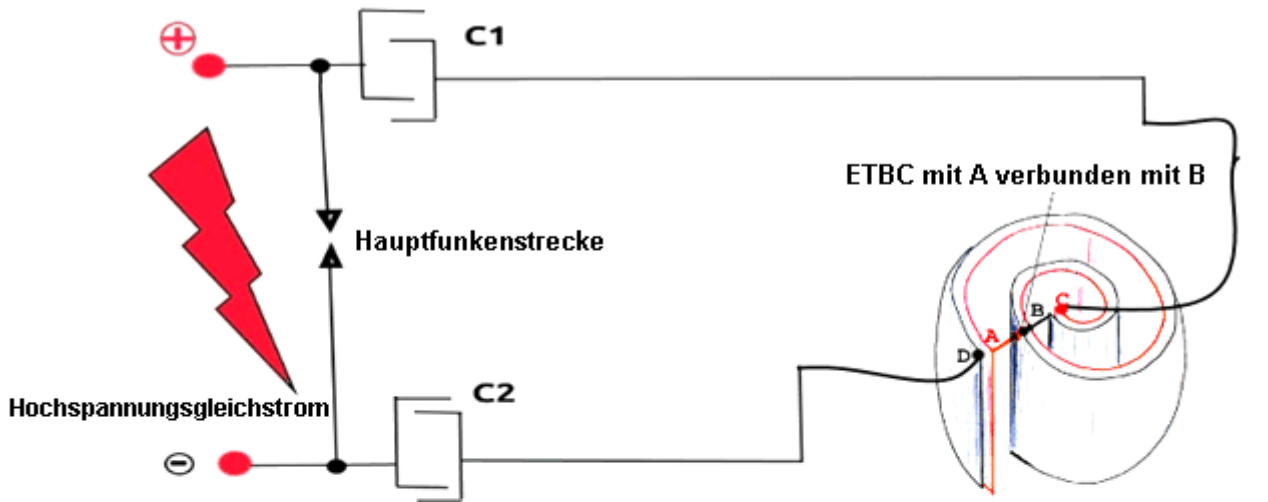 +
C1
ETBC mit A verbunden mit B
Hauptfunkenstrecke
C
B
A
D
C2
Hochspannungsgleichstrom
-